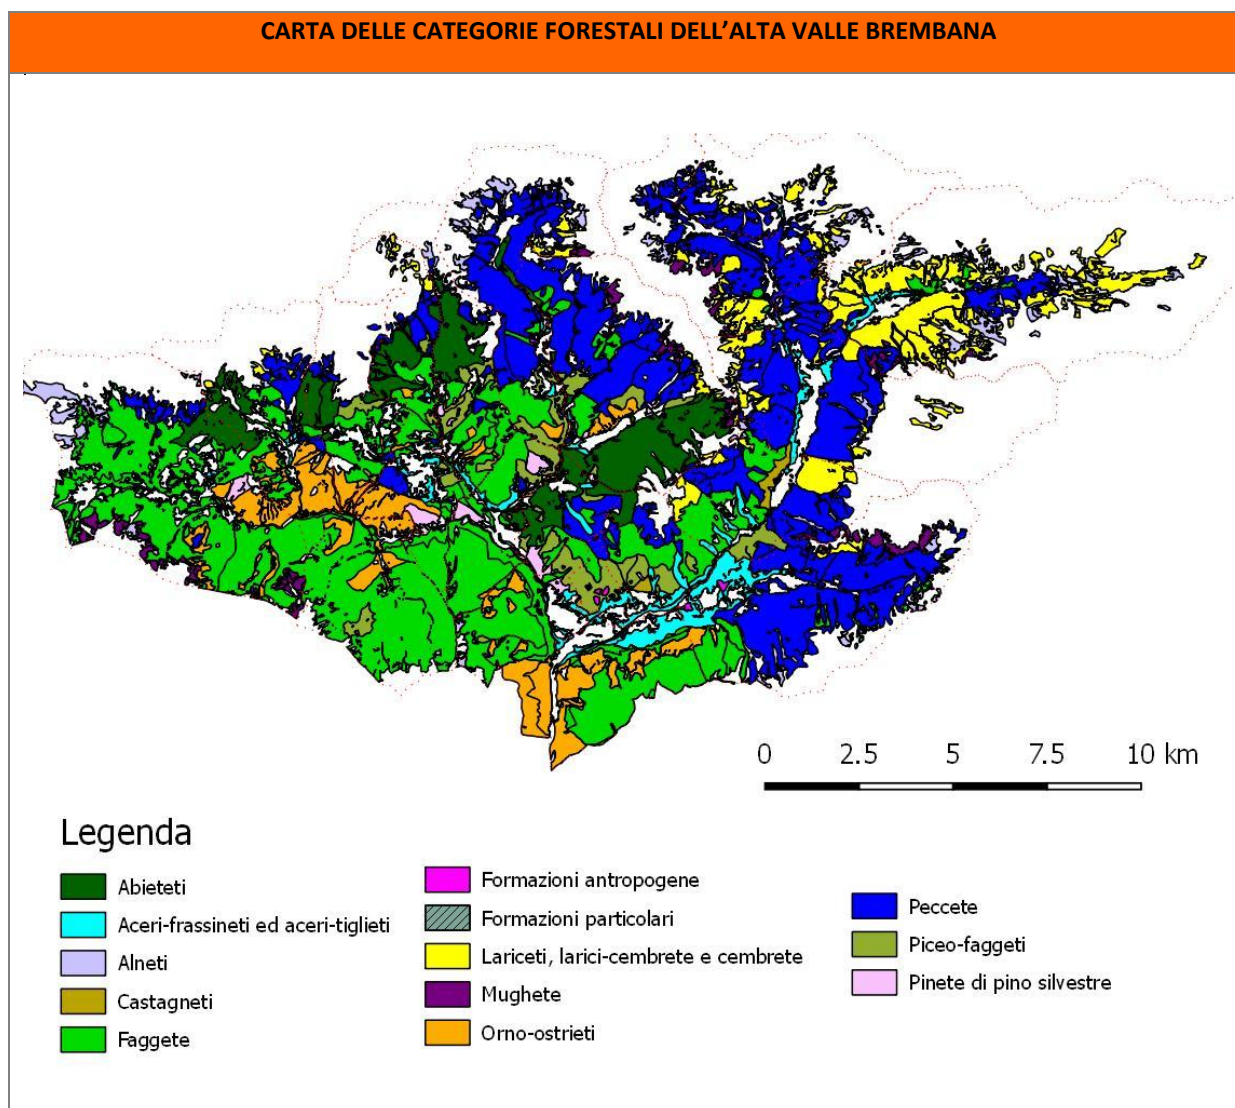 CARTA DELLE CATEGORIE FORESTALI DELL’ALTA VALLE BREMBANA
0 2.5 5 7.5 10 km
Legenda
Abieteti
Aceri-frassineti ed aceri-tiglieti
Alneti
Castagneti
Faggete
Formazioni antropogene
Formazioni particolari
Lariceti, larici-cembrete e cembrete
Mughete
Orno-ostrieti
Peccete
Piceo-faggeti
Pinete di pino silvestre